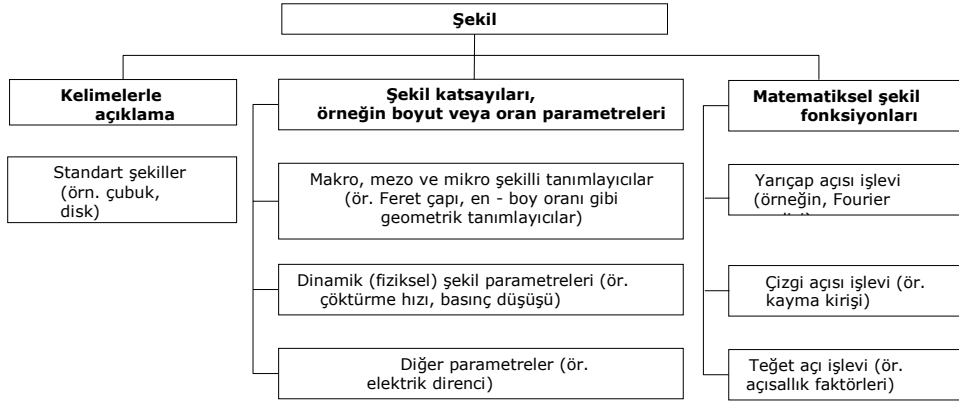 Şekil
Kelimelerle
açıklama
Standart şekiller
(örn. çubuk,
disk)
Şekil katsayıları,
örneğin boyut veya oran parametreleri
Makro, mezo ve mikro şekilli tanımlayıcılar
(ör. Feret çapı, en - boy oranı gibi
geometrik tanımlayıcılar)
Dinamik (fiziksel) şekil parametreleri (ör.
çöktürme hızı, basınç düşüşü)
Diğer parametreler (ör.
elektrik direnci)
Matematiksel şekil
fonksiyonları
Yarıçap açısı işlevi
(örneğin, Fourier
Çizgi açısı işlevi (ör.
kayma kirişi)
Teğet açı işlevi (ör.
açısallık faktörleri)